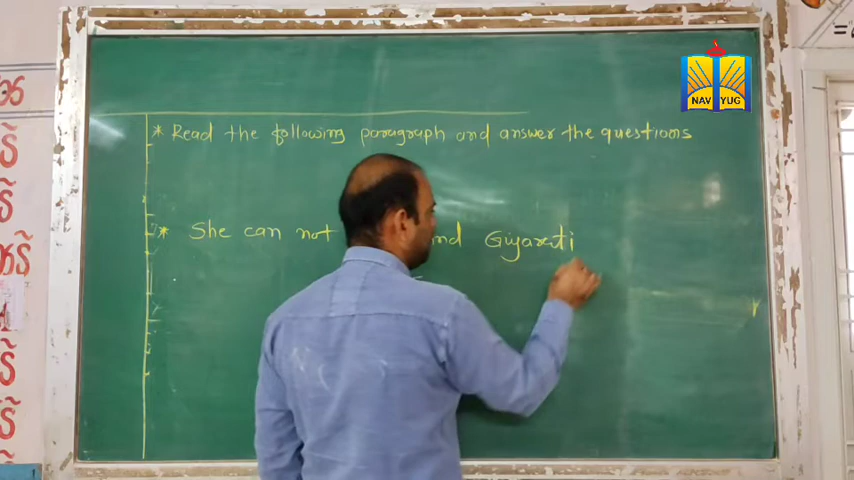 NAV YUG
* Read the following paragraph and answer the questions
* She can not nd Gujarati